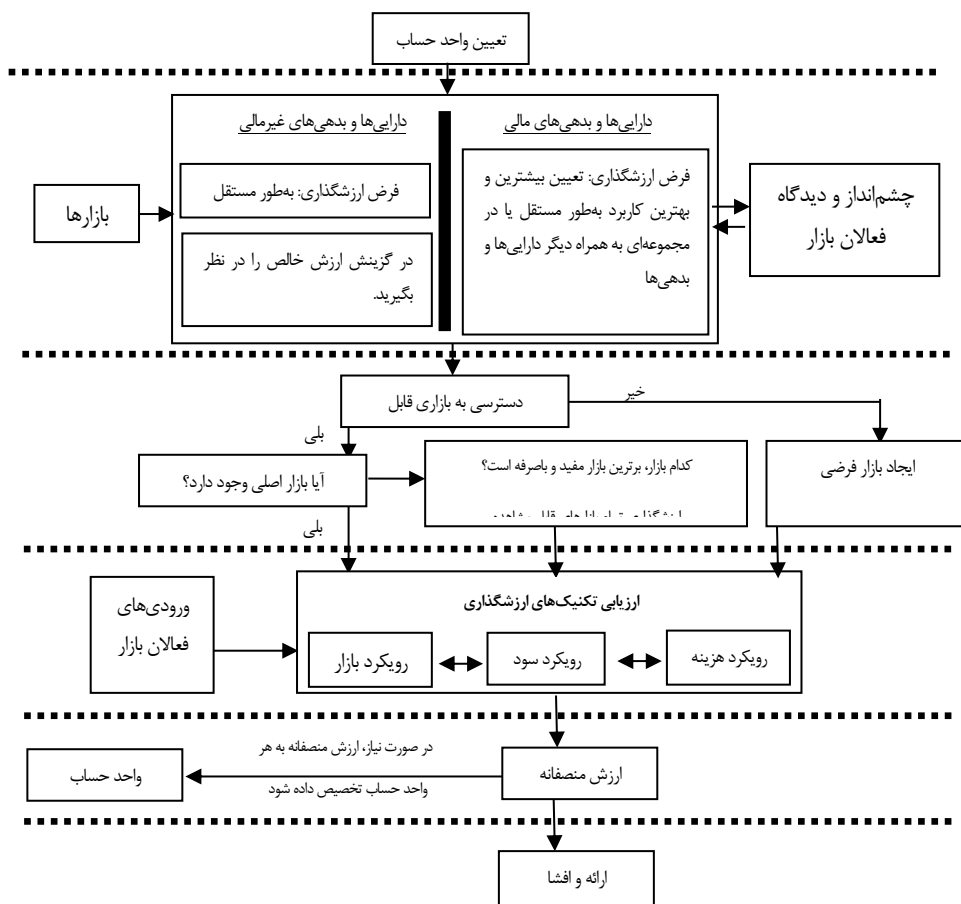 تعیین واحد حساب
دارایی‌ها و بدهی‌های مالی
دارایی‌ها و بدهی‌های غیرمالی
فرض ارزشگذاری: تعیین بیشترین و
بهترین کاربرد به‌طور مستقل یا در
مجموعه‌ای به همراه دیگر دارایی‌ها و
بدهی‌ها
فرض ارزشگذاری: به‌طور مستقل
در گزینش ارزش خالص را در نظر
بگیرید.
چشم‌انداز و دیدگاه
فعالان بازار
بازارها
دسترسی به بازاری قابل
خیر
بلی
ایجاد بازار فرضی
کدام بازار، برترین بازار مفید و باصرفه است؟
آیا بازار اصلی وجود دارد؟
بلی
ارزیابی تکنیک‌های ارزشگذاری
رویکرد هزینه
رویکرد سود
رویکرد بازار
ورودی‌های
فعالان بازار
ارزش منصفانه
در صورت نیاز، ارزش منصفانه به هر
واحد حساب تخصیص داده شود
واحد حساب
ارائه و افشا